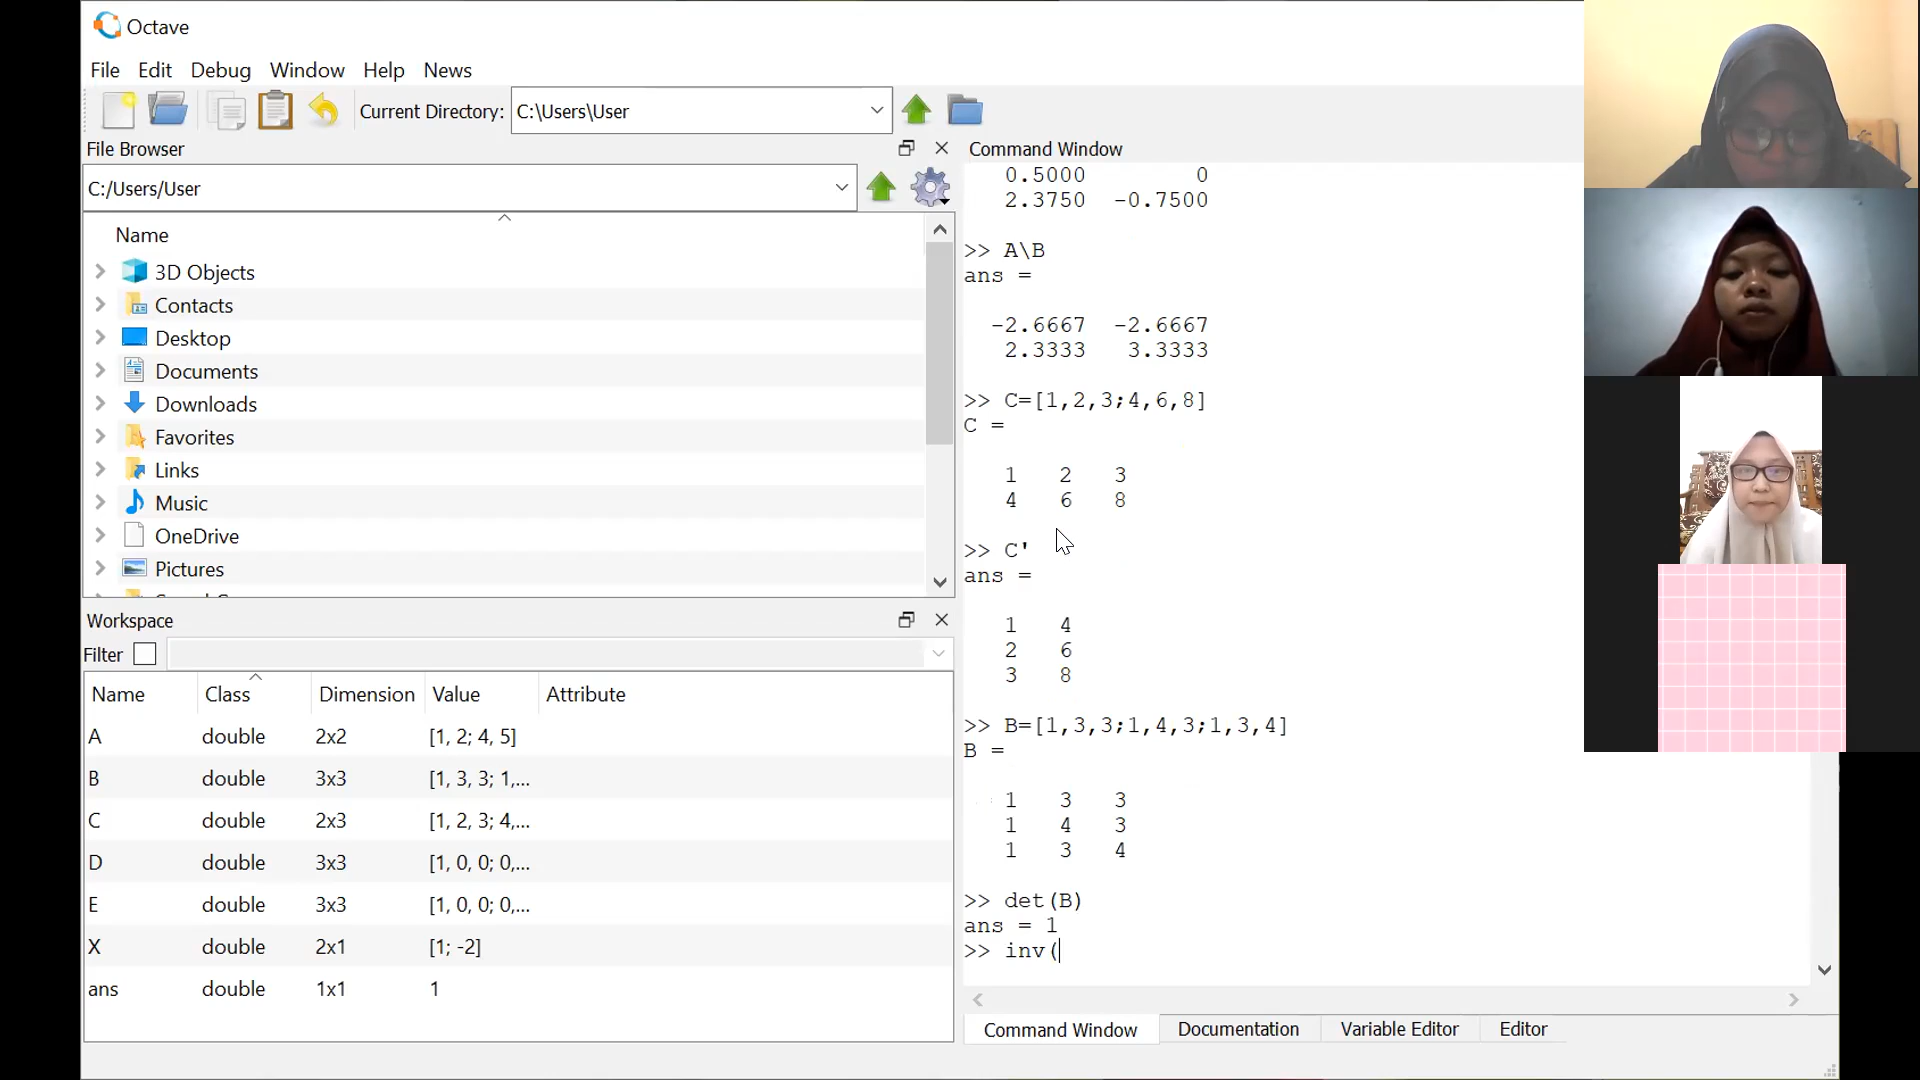 Octave
File Edit Debug Window Help News
Current Directory: C:\Users\User
File Browser
C:/Users/User
Name
3D Objects
Contacts
Desktop
Documents
Downloads
Favorites
Links
Music
OneDrive
Pictures
Workspace
Filter
Name Class Dimension Value Attribute
A double 2x2 [1, 2; 4, 5]
B double 3x3 [1, 3, 3; 1,...
C double 2x3 [1, 2, 3; 4,...
D double 3x3 [1, 0, 0; 0,...
E double 3x3 [1, 0, 0; 0,...
X double 2x1 [1; -2]
ans double 1x1 1
Command Window
0.5000 0
2.3750 -0.7500
>> A\B
ans =
-2.6667 -2.6667
2.3333 3.3333
>> C=[1,2,3;4,6,8]
C =
1 2 3
4 6 8
>> C'
ans =
1 4
2 6
3 8
>> B=[1,3,3;1,4,3;1,3,4]
B =
1 3 3
1 4 3
1 3 4
>> det(B)
ans = 1
>> inv(
Command Window Documentation Variable Editor Editor